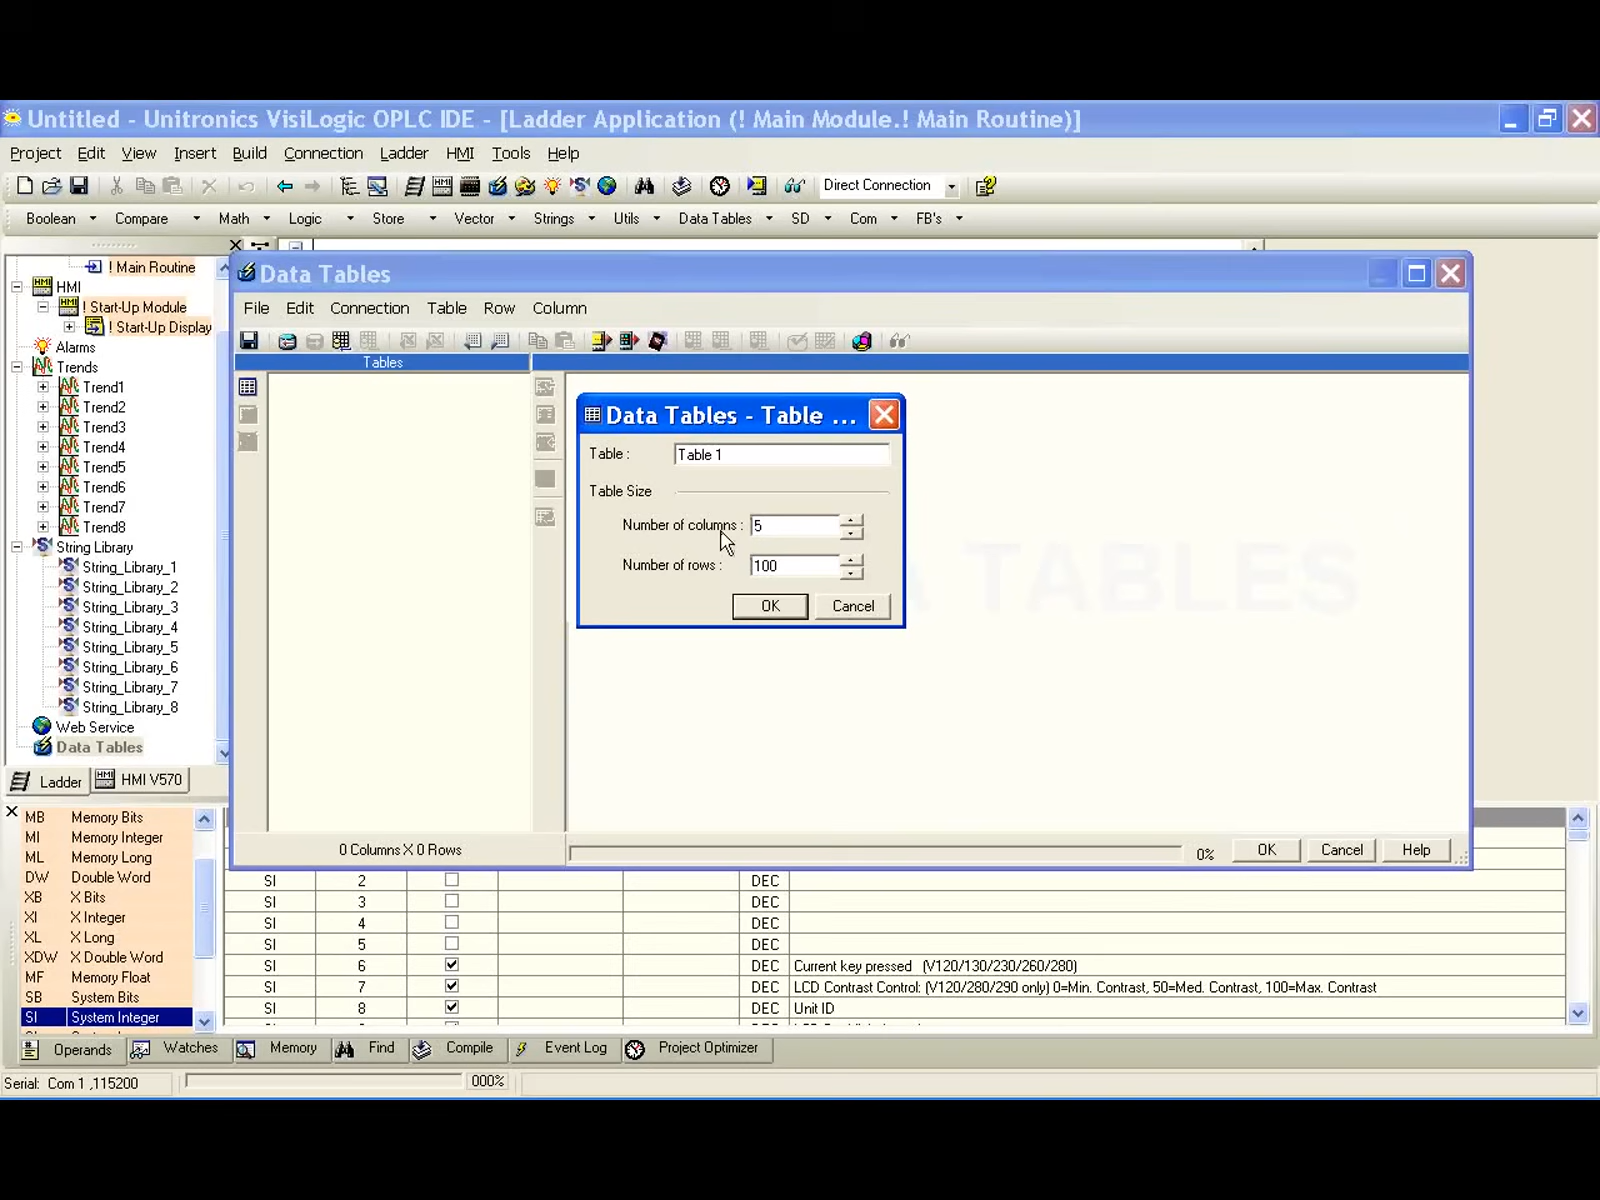 Untitled - Unitronics VisiLogic OPLC IDE - [Ladder Application (! Main Module.! Main Routine)]
Project Edit View Insert Build Connection Ladder HMI Tools Help
Direct Connection
Boolean Compare Math Logic Store Vector Strings Utils Data Tables SD Com FB's
! Main Routine
HMI
! Start-Up Module
! Start-Up Display
Alarms
Trends
Trend1
Trend2
Trend3
Trend4
Trend5
Trend6
Trend7
Trend8
String Library
String_Library_1
String_Library_2
String_Library_3
String_Library_4
String_Library_5
String_Library_6
String_Library_7
String_Library_8
Web Service
Data Tables
Ladder HMI V570
Data Tables
File Edit Connection Table Row Column
Tables
Data Tables - Table ...
Table : Table 1
Table Size
Number of columns : 5
Number of rows : 100
OK Cancel
TABLES
0 Columns X 0 Rows 0% OK Cancel Help
MB Memory Bits
MI Memory Integer
ML Memory Long
DW Double Word
XB X Bits
XI X Integer
XL X Long
XDW X Double Word
MF Memory Float
SB System Bits
SI System Integer
SI 2 DEC
SI 3 DEC
SI 4 DEC
SI 5 DEC
SI 6 DEC Current key pressed (V120/130/230/260/280)
SI 7 DEC LCD Contrast Control: (V120/280/290 only) 0=Min. Contrast, 50=Med. Contrast, 100=Max. Contrast
SI 8 DEC Unit ID
Operands Watches Memory Find Compile Event Log Project Optimizer
Serial: Com 1 ,115200 000%